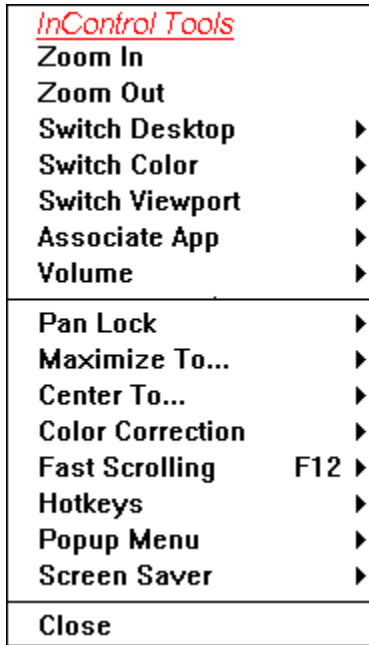 InControl Tools
Zoom In
Zoom Out
Switch Desktop
Switch Color
Switch Viewport
Associate App
Volume
Pan Lock
Maximize To...
Center To...
Color Correction
Fast Scrolling F12
Hotkeys
Popup Menu
Screen Saver
Close